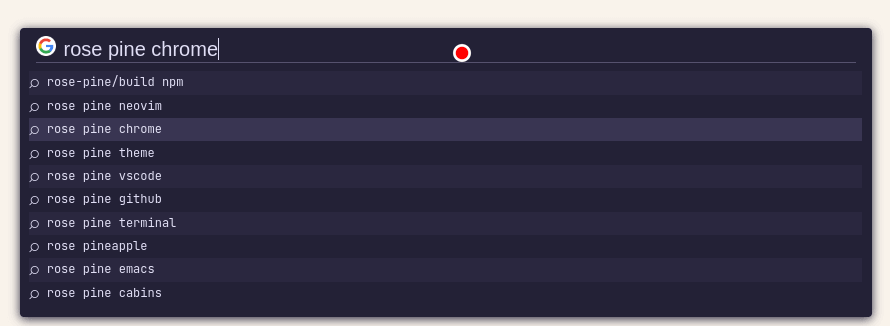 rose pine chrome
rose-pine/build npm
rose pine neovim
rose pine chrome
rose pine theme
rose pine vscode
rose pine github
rose pine terminal
rose pineapple
rose pine emacs
rose pine cabins